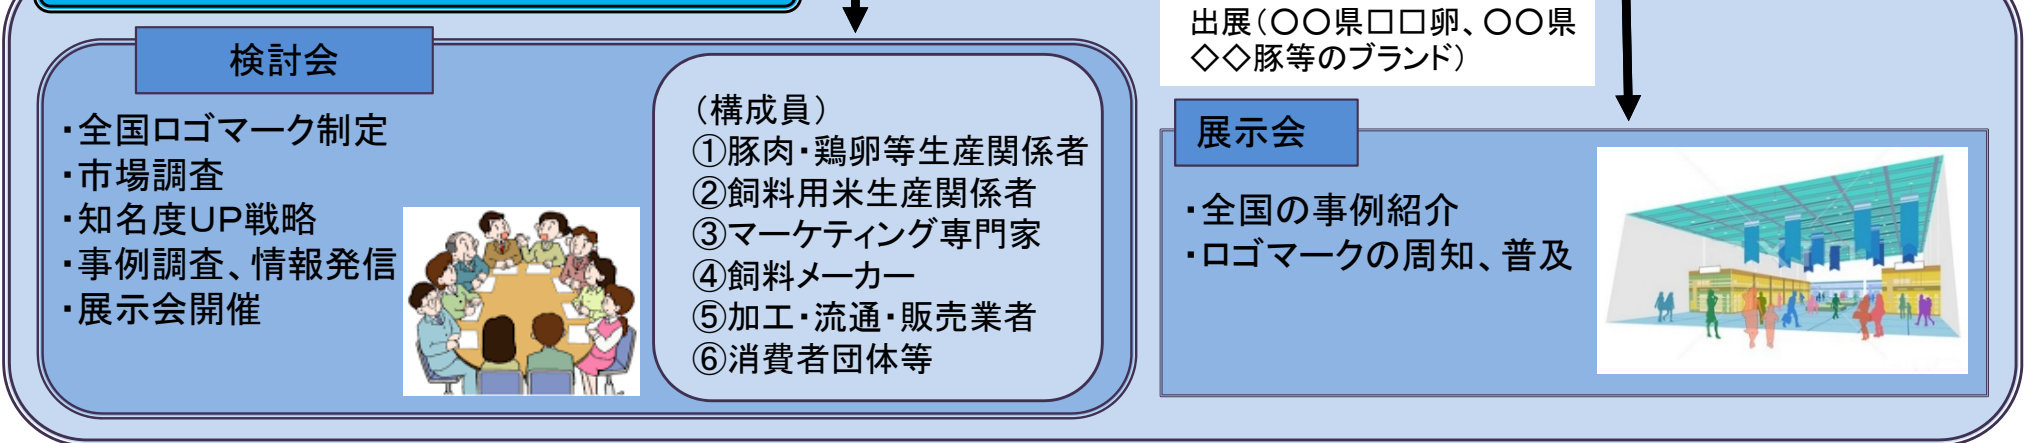 検討会
・全国ロゴマーク制定
・市場調査
・知名度UP戦略
・事例調査、情報発信
・展示会開催
（構成員）
①豚肉・鶏卵等生産関係者
②飼料用米生産関係者
③マーケティング専門家
④飼料メーカー
⑤加工・流通・販売業者
⑥消費者団体等
出展（〇〇県□□卵、〇〇県
◇◇豚等のブランド）
展示会
・全国の事例紹介
・ロゴマークの周知、普及